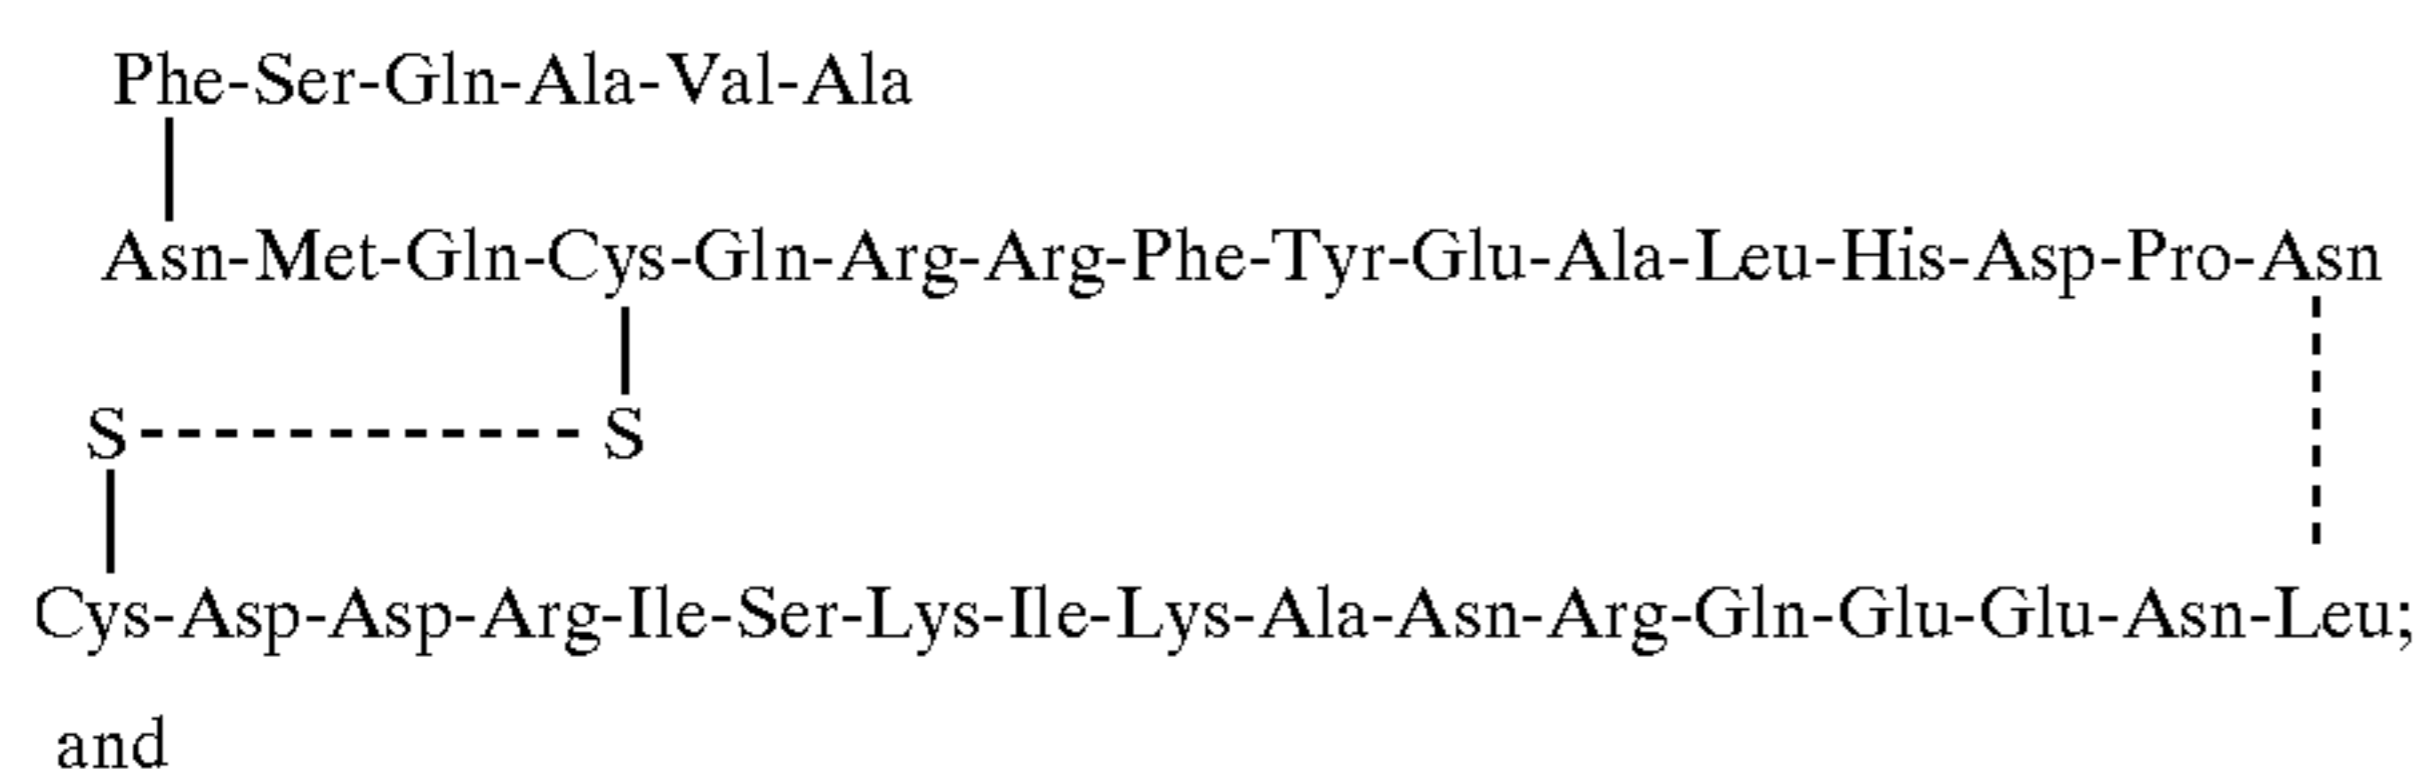 Phe-Ser-Gln-Ala-Val-Ala
Asn-Met-Gln-Cys-Gln-Arg-Arg-Phe-Tyr-Glu-Ala-Leu-His-Asp-Pro-Asn
S S
Cys-Asp-Asp-Arg-Ile-Ser-Lys-Ile-Lys-Ala-Asn-Arg-Gln-Glu-Glu-Asn-Leu;
and